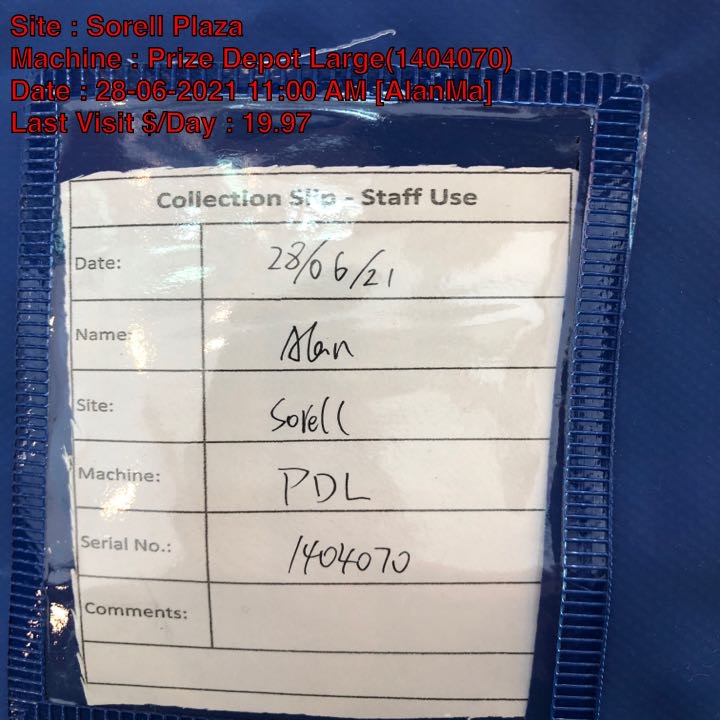 Site : Sorell Plaza
Machine : Prize Depot Large(1404070)
Date : 28-06-2021 11:00 AM [AlanMa]
Last Visit $/Day : 19.97
Collection Slip - Staff Use
Date: 28/06/21
Name: Alan
Site: Sorell
Machine: PDL
Serial No.: 1404070
Comments: